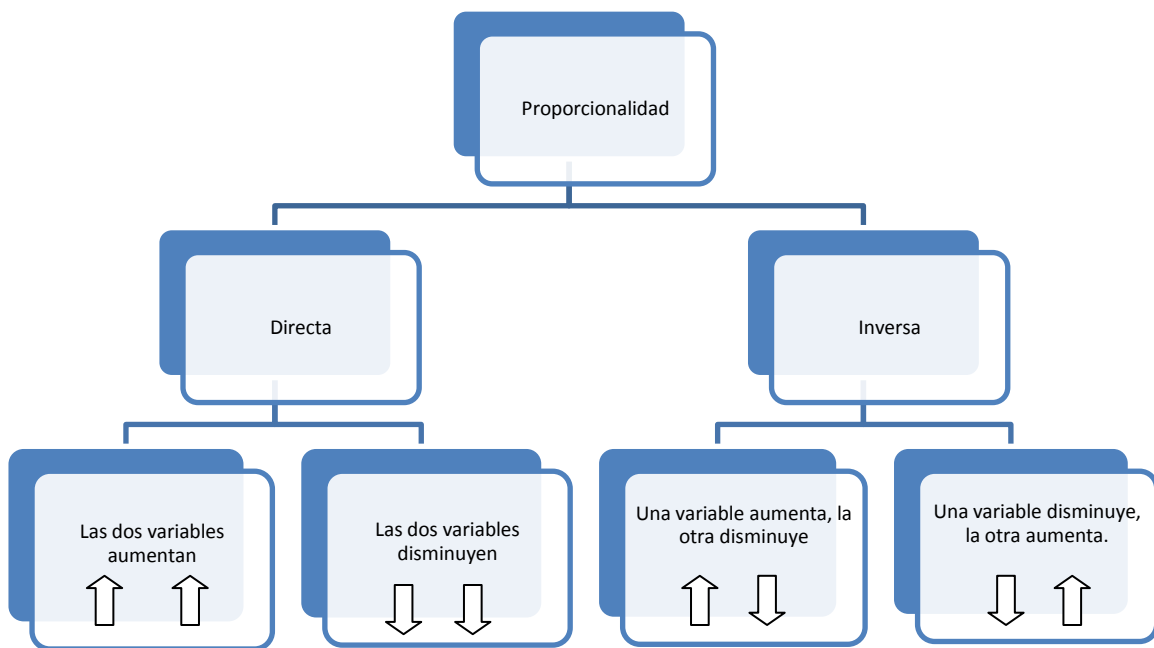 Proporcionalidad
Directa
Inversa
Las dos variables
aumentan
Las dos variables
disminuyen
Una variable aumenta, la
otra disminuye
Una variable disminuye,
la otra aumenta.